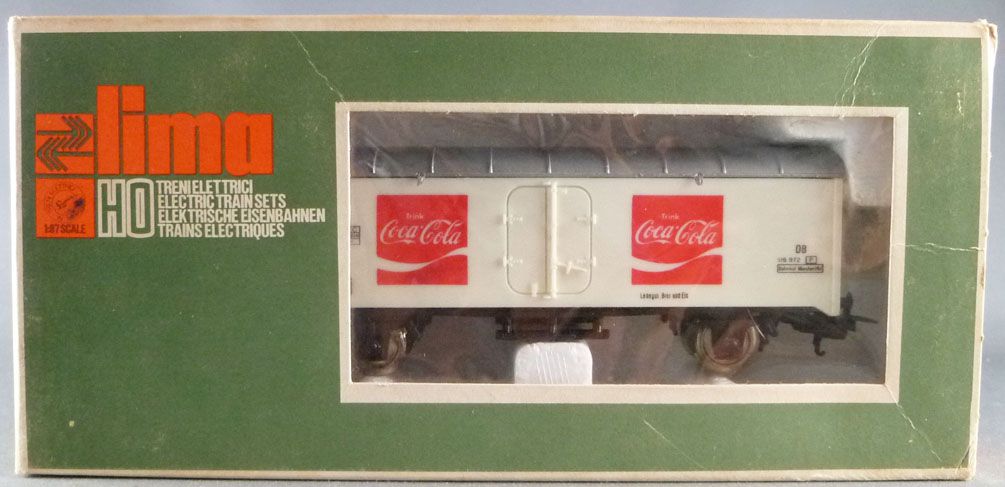 lima
HO
TRENI ELETTRICI
ELECTRIC TRAIN SETS
ELEKTRISCHE EISENBAHNEN
TRAINS ELECTRIQUES
1:87 SCALE
Trink
Coca-Cola
Trink
Coca-Cola
DB
P
Bier und Eis